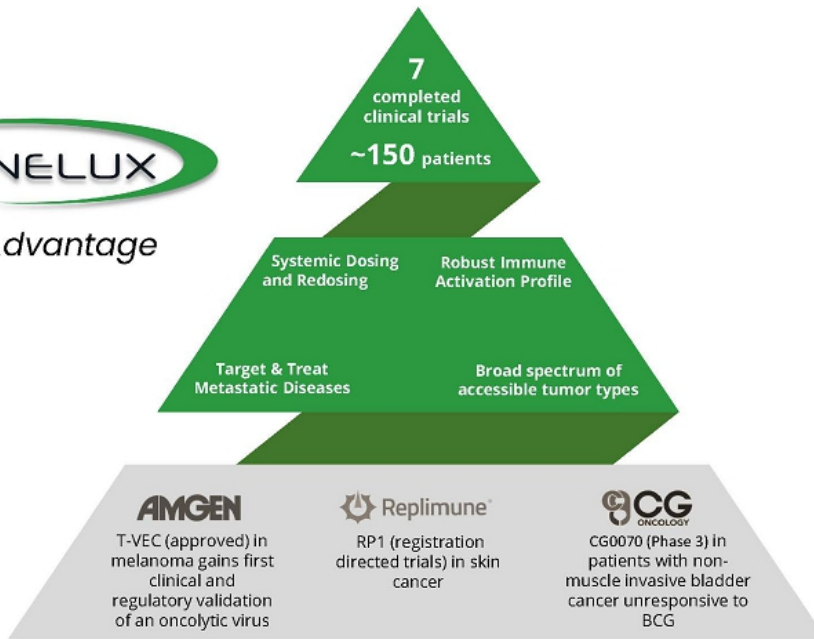 7
completed
clinical trials
~150 patients
NELUX
dvantage
Systemic Dosing
and Redosing
Robust Immune
Activation Profile
Target & Treat
Metastatic Diseases
Broad spectrum of
accessible tumor types
AMGEN
T-VEC (approved) in
melanoma gains first
clinical and
regulatory validation
of an oncolytic virus
Replimune®
RP1 (registration
directed trials) in skin
cancer
CG
ONCOLOGY
CG0070 (Phase 3) in
patients with non-
muscle invasive bladder
cancer unresponsive to
BCG